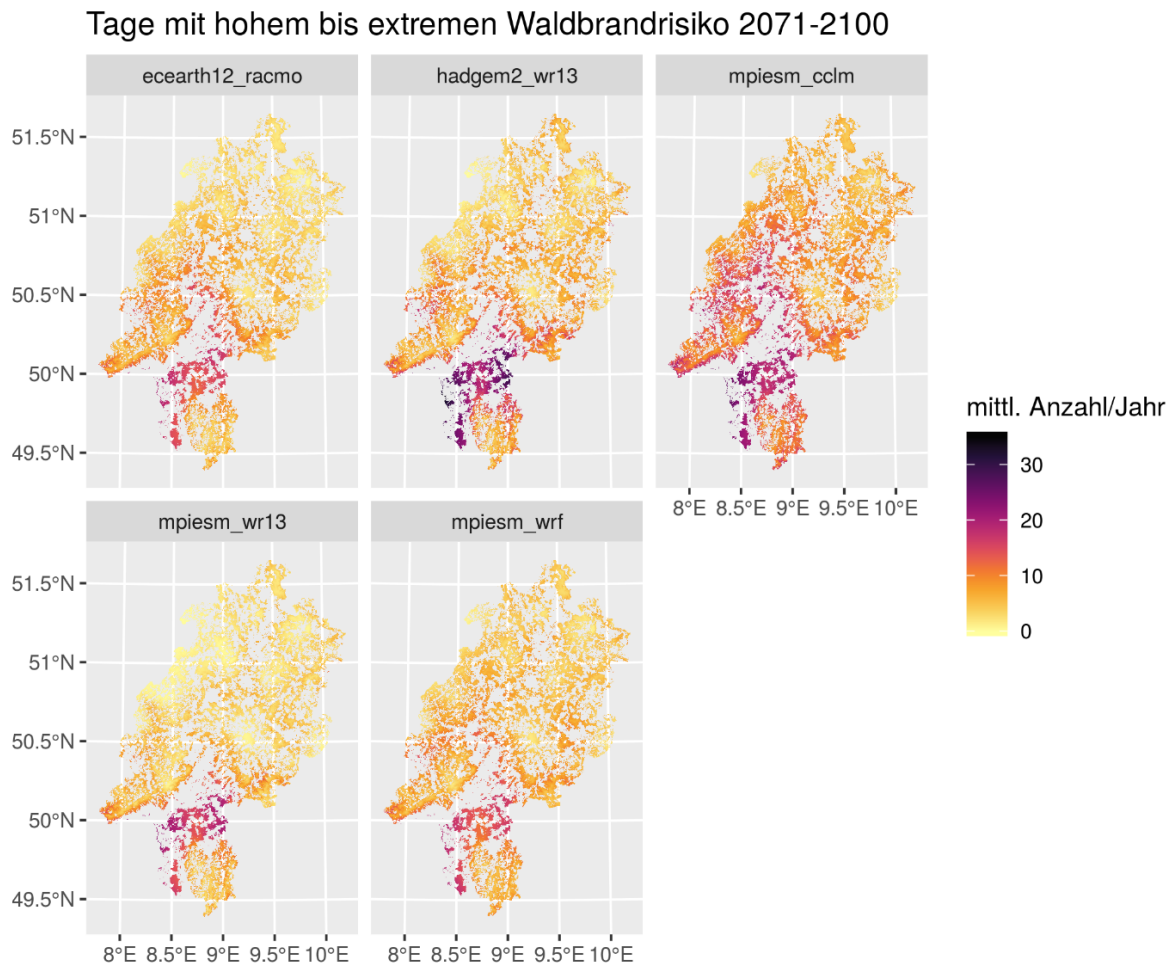 Tage mit hohem bis extremen Waldbrandrisiko 2071-2100
ecearth12_racmo
hadgem2_wr13
mpiesm_cclm
51.5°N
51°N
50.5°N
50°N
49.5°N
8°E 8.5°E 9°E 9.5°E 10°E
mittl. Anzahl/Jahr
30
20
10
0
mpiesm_wr13
mpiesm_wrf
51.5°N
51°N
50.5°N
50°N
49.5°N
8°E 8.5°E 9°E 9.5°E 10°E
8°E 8.5°E 9°E 9.5°E 10°E